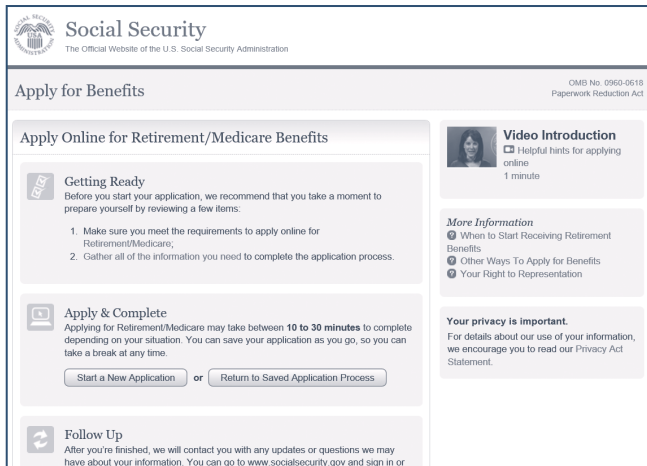 SOCIAL SECURITY
USA
ADMINISTRATION
Social Security
The Official Website of the U.S. Social Security Administration
Apply for Benefits
OMB No. 0960-0618
Paperwork Reduction Act
Apply Online for Retirement/Medicare Benefits
Getting Ready
Before you start your application, we recommend that you take a moment to
prepare yourself by reviewing a few items:
1. Make sure you meet the requirements to apply online for
Retirement/Medicare;
2. Gather all of the information you need to complete the application process.
Apply & Complete
Applying for Retirement/Medicare may take between 10 to 30 minutes to complete
depending on your situation. You can save your application as you go, so you can
take a break at any time.
Start a New Application or Return to Saved Application Process
Follow Up
After you're finished, we will contact you with any updates or questions we may
have about your information. You can go to www.socialsecurity.gov and sign in or
Video Introduction
Helpful hints for applying
online
1 minute
More Information
When to Start Receiving Retirement
Benefits
Other Ways To Apply for Benefits
Your Right to Representation
Your privacy is important.
For details about our use of your information,
we encourage you to read our Privacy Act
Statement.